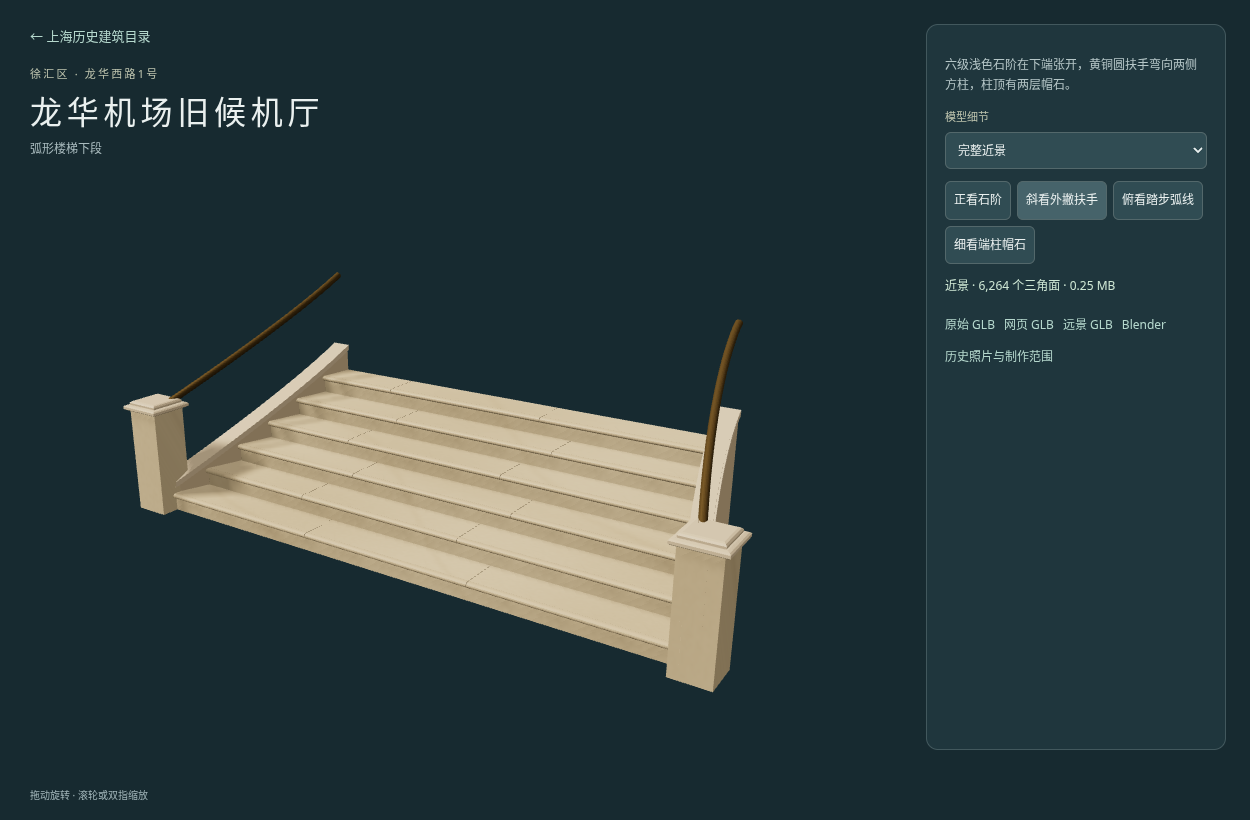 ← 上海历史建筑目录
徐汇区 · 龙华西路1号
龙华机场旧候机厅
弧形楼梯下段
六级浅色石阶在下端张开，黄铜圆扶手弯向两侧
方柱，柱顶有两层帽石。
模型细节
完整近景
正看石阶 斜看外撇扶手 俯看踏步弧线
细看端柱帽石
近景 · 6,264 个三角面 · 0.25 MB
原始 GLB 网页 GLB 远景 GLB Blender
历史照片与制作范围
拖动旋转 · 滚轮或双指缩放